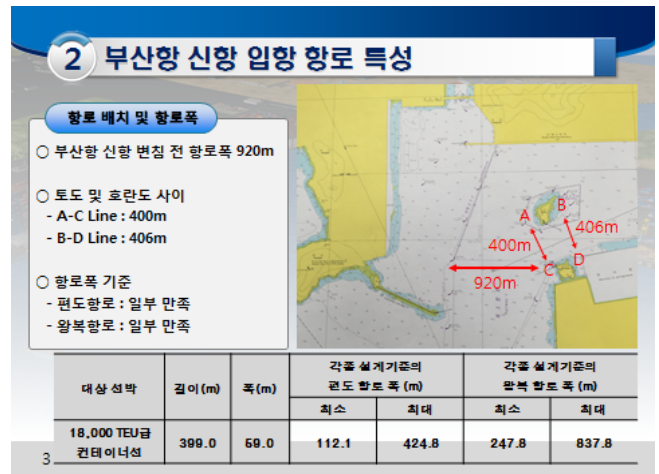 2 부산항 신항 입항 항로 특성
항로 배치 및 항로폭
○ 부산항 신항 변침 전 항로폭 920m
○ 토도 및 호란도 사이
- A-C Line : 400m
- B-D Line : 406m
○ 항로폭 기준
- 편도항로 : 일부 만족
- 왕복항로 : 일부 만족
A
B
400m
406m
C
D
920m
대상 선박
길이(m)
폭(m)
각종 설계기준의
편도 항로 폭 (m)
각종 설계기준의
왕복 항로 폭 (m)
최소
최대
최소
최대
18,000 TEU급
컨테이너선
399.0
59.0
112.1
424.8
247.8
837.8
3